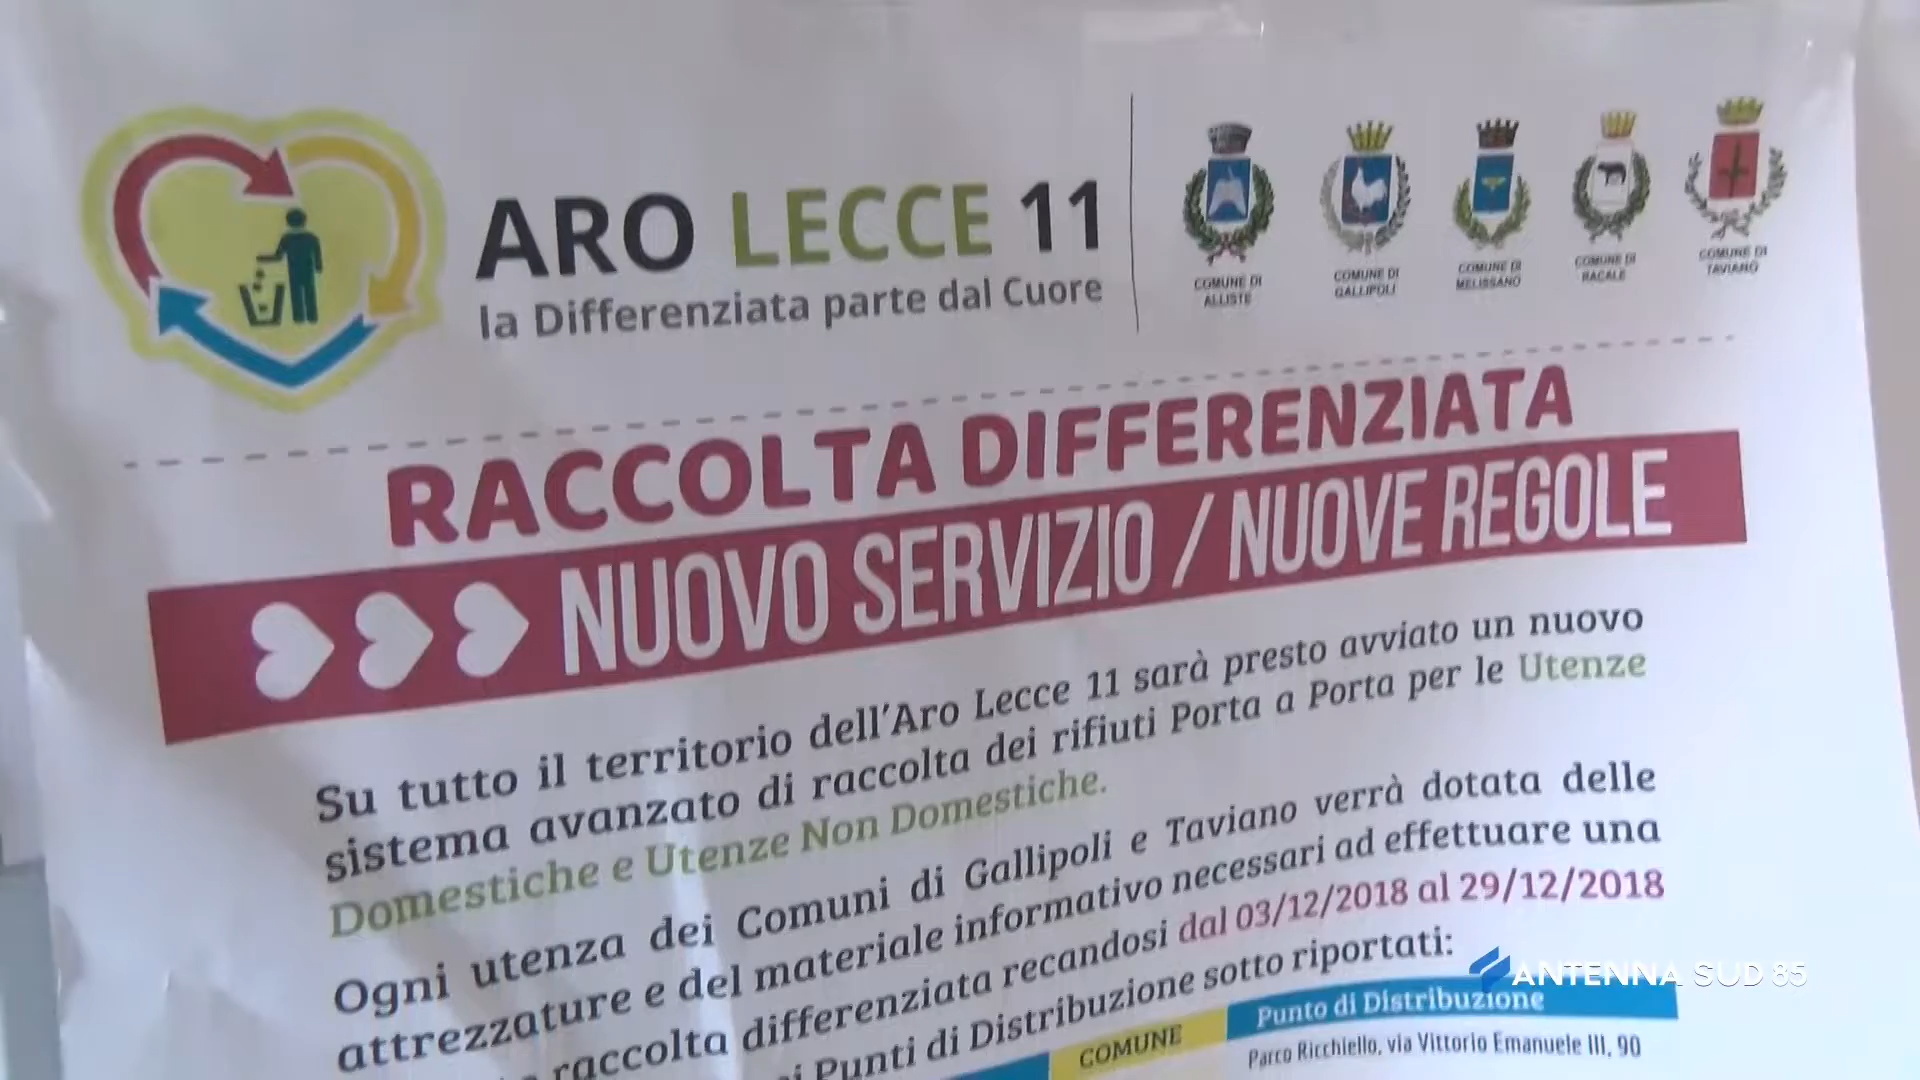 ARO LECCE 11
la Differenziata parte dal Cuore
COMUNE DI
ALLISTE
COMUNE DI
GALLIPOLI
COMUNE DI
MELISSANO
COMUNE DI
RACALE
COMUNE DI
TAVIANO
RACCOLTA DIFFERENZIATA
NUOVO SERVIZIO / NUOVE REGOLE
Su tutto il territorio dell'Aro Lecce 11 sarà presto avviato un nuovo
sistema avanzato di raccolta dei rifiuti Porta a Porta per le Utenze
Domestiche e Utenze Non Domestiche.
Ogni utenza dei Comuni di Gallipoli e Taviano verrà dotata delle
attrezzature e del materiale informativo necessari ad effettuare una
raccolta differenziata recandosi dal 03/12/2018 al 29/12/2018
Punti di Distribuzione sotto riportati:
COMUNE
Punto di Distribuzione
Parco Ricchiello, via Vittorio Emanuele III, 90
ANTENNA SUD 85